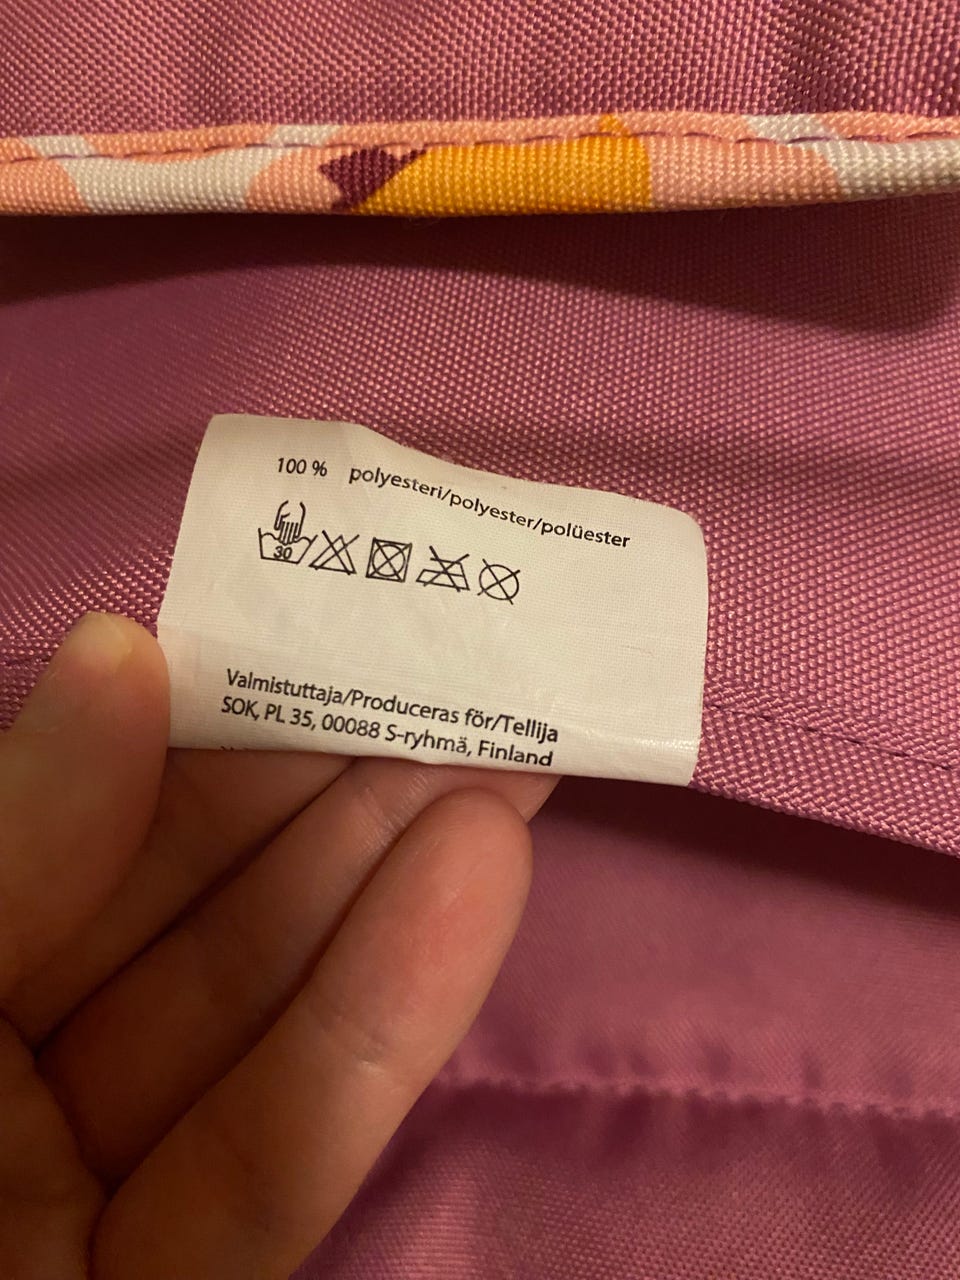 100 % polyesteri/polyester/polüester
30
Valmistuttaja/Produceras för/Tellija
SOK, PL 35, 00088 S-ryhmä, Finland